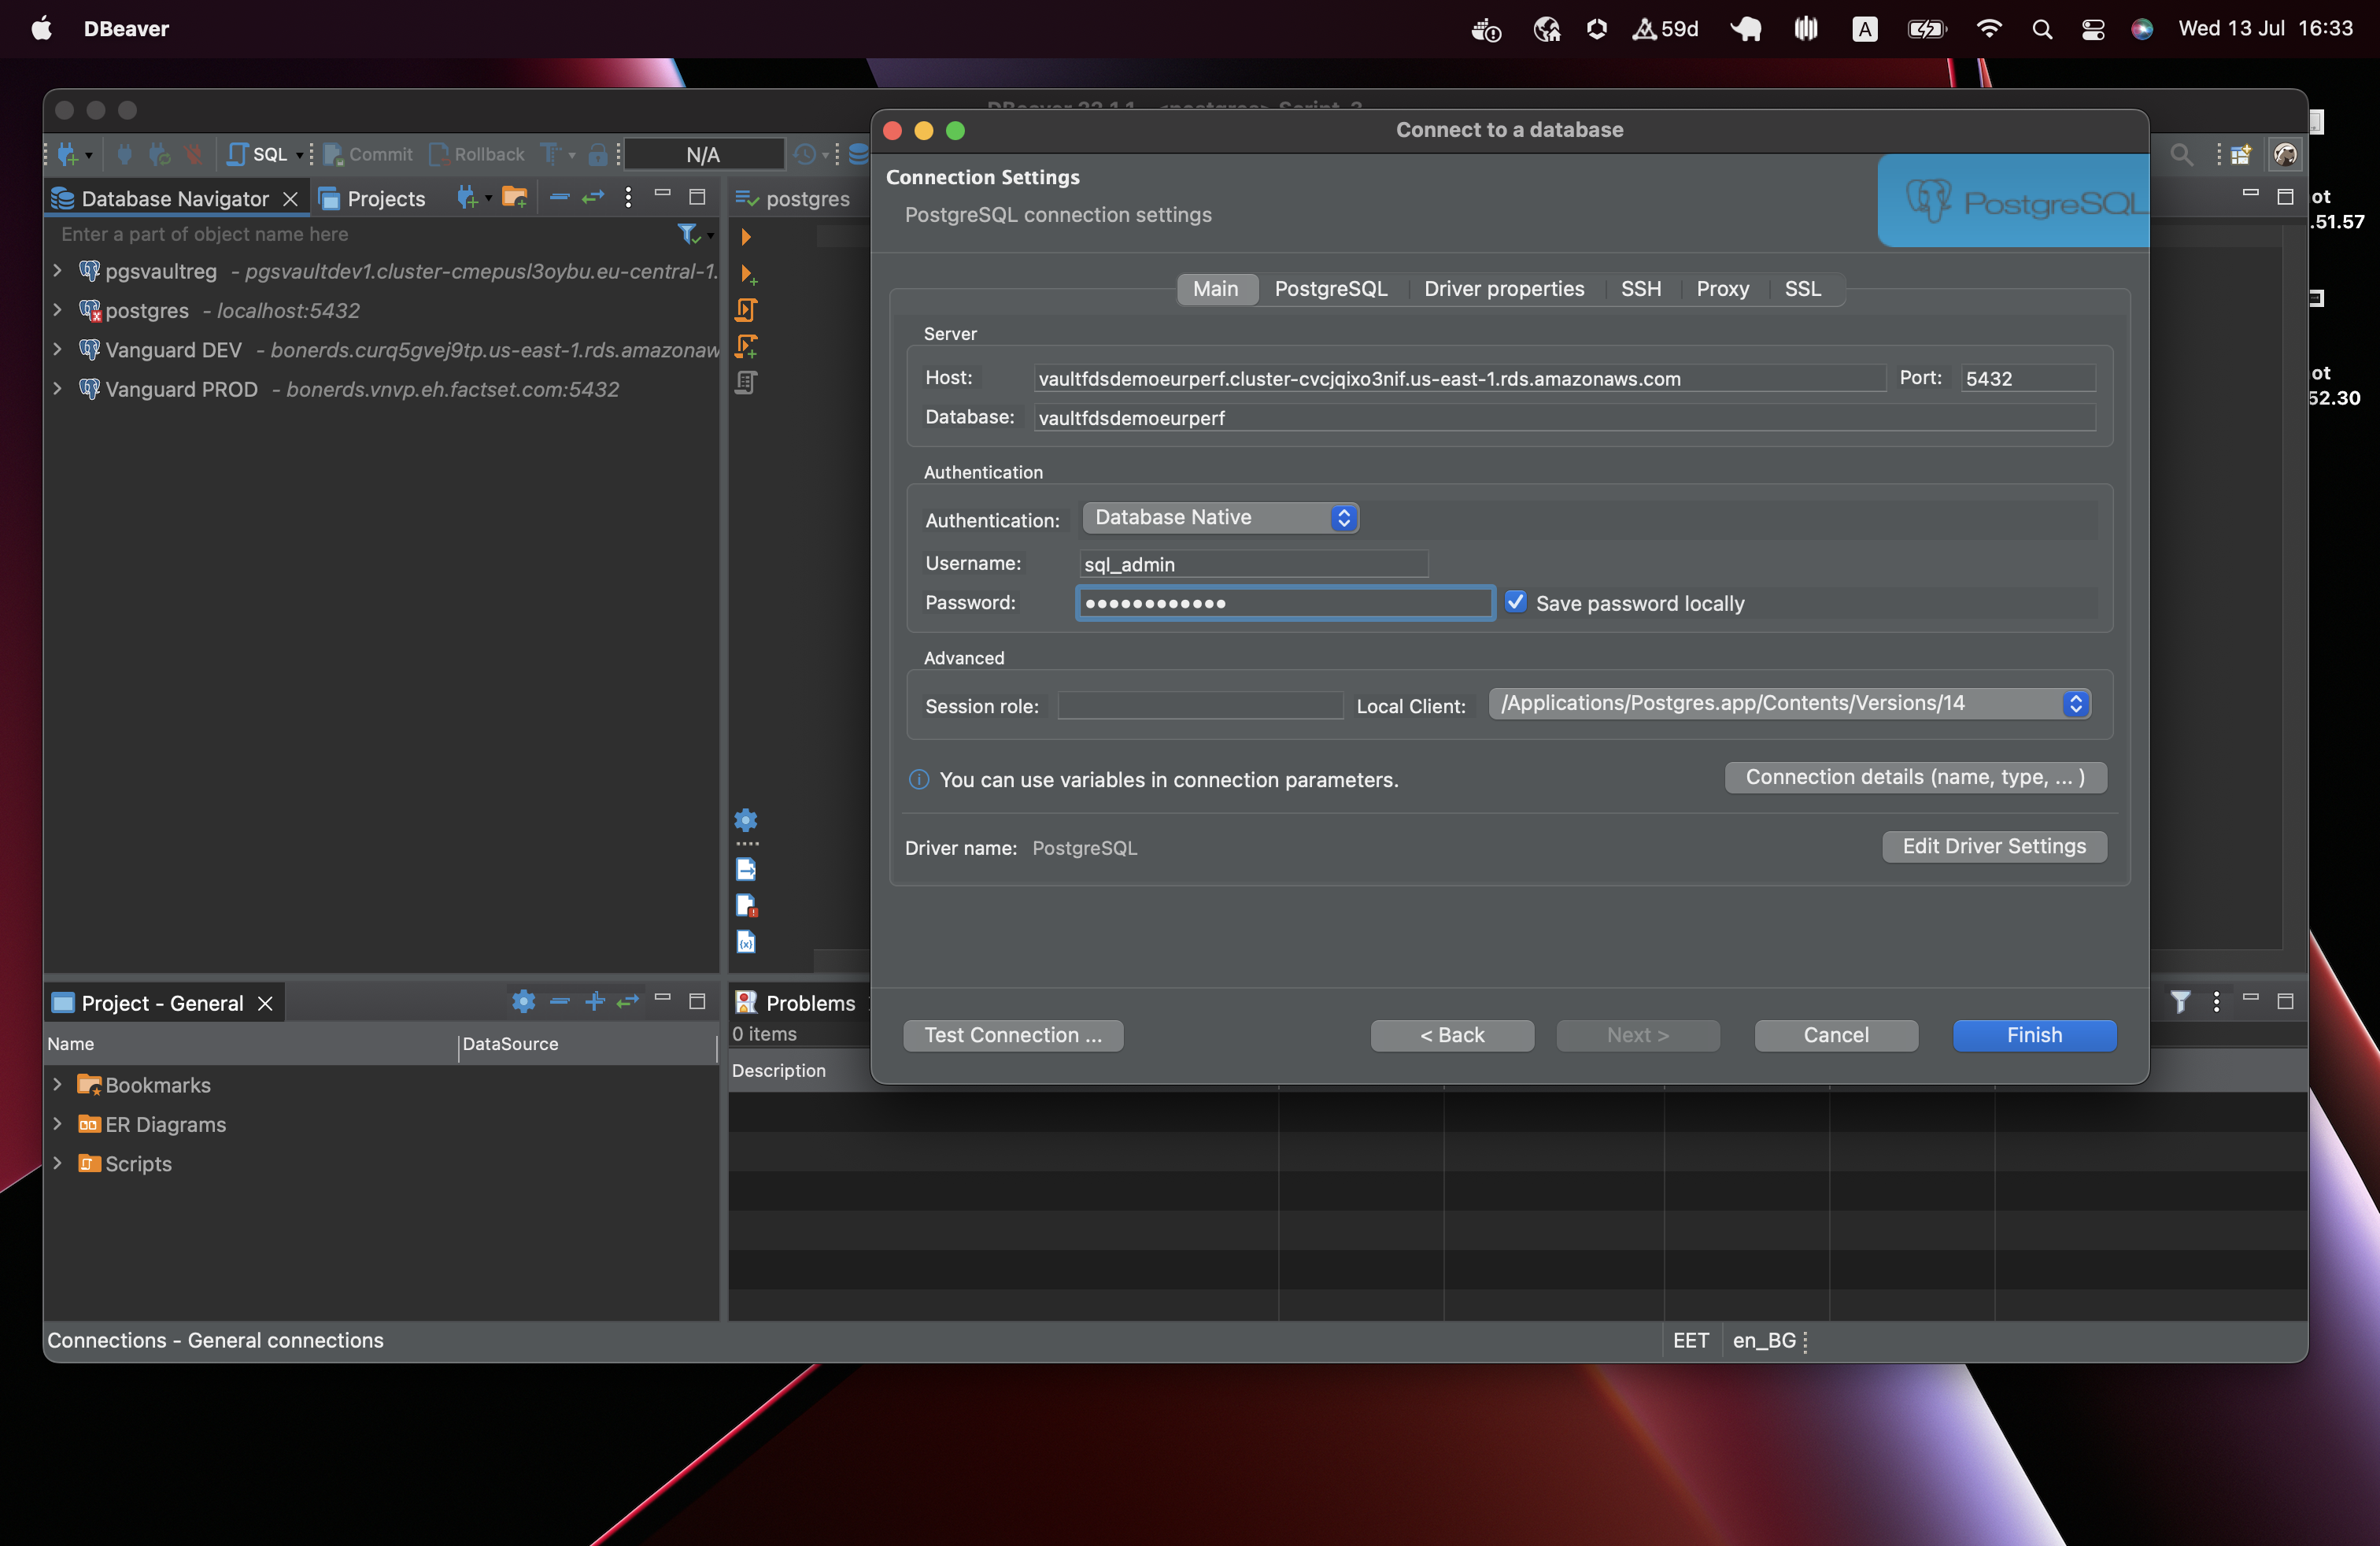 DBeaver
59d
A
Wed 13 Jul 16:33
Connect to a database
SQL
Commit
Rollback
N/A
Database Navigator
Projects
postgres
Enter a part of object name here
pgsvaultreg - pgsvaultdev1.cluster-cmepusl3oybu.eu-central-1.
postgres - localhost:5432
Vanguard DEV - bonerds.curq5gvej9tp.us-east-1.rds.amazonaw
Vanguard PROD - bonerds.vnvp.eh.factset.com:5432
Connection Settings
PostgreSQL connection settings
PostgreSQL
Main
PostgreSQL
Driver properties
SSH
Proxy
SSL
Server
Host: vaultfdsdemoeurperf.cluster-cvcjqixo3nif.us-east-1.rds.amazonaws.com Port: 5432
Database: vaultfdsdemoeurperf
Authentication
Authentication: Database Native
Username: sql_admin
Password: ••••••••••••
Save password locally
Advanced
Session role: Local Client: /Applications/Postgres.app/Contents/Versions/14
You can use variables in connection parameters.
Connection details (name, type, ... )
Driver name: PostgreSQL
Edit Driver Settings
Test Connection ...
< Back
Next >
Cancel
Finish
ot
.51.57
ot
52.30
Project - General
Name
DataSource
Bookmarks
ER Diagrams
Scripts
Problems
0 items
Description
Connections - General connections
EET
en_BG